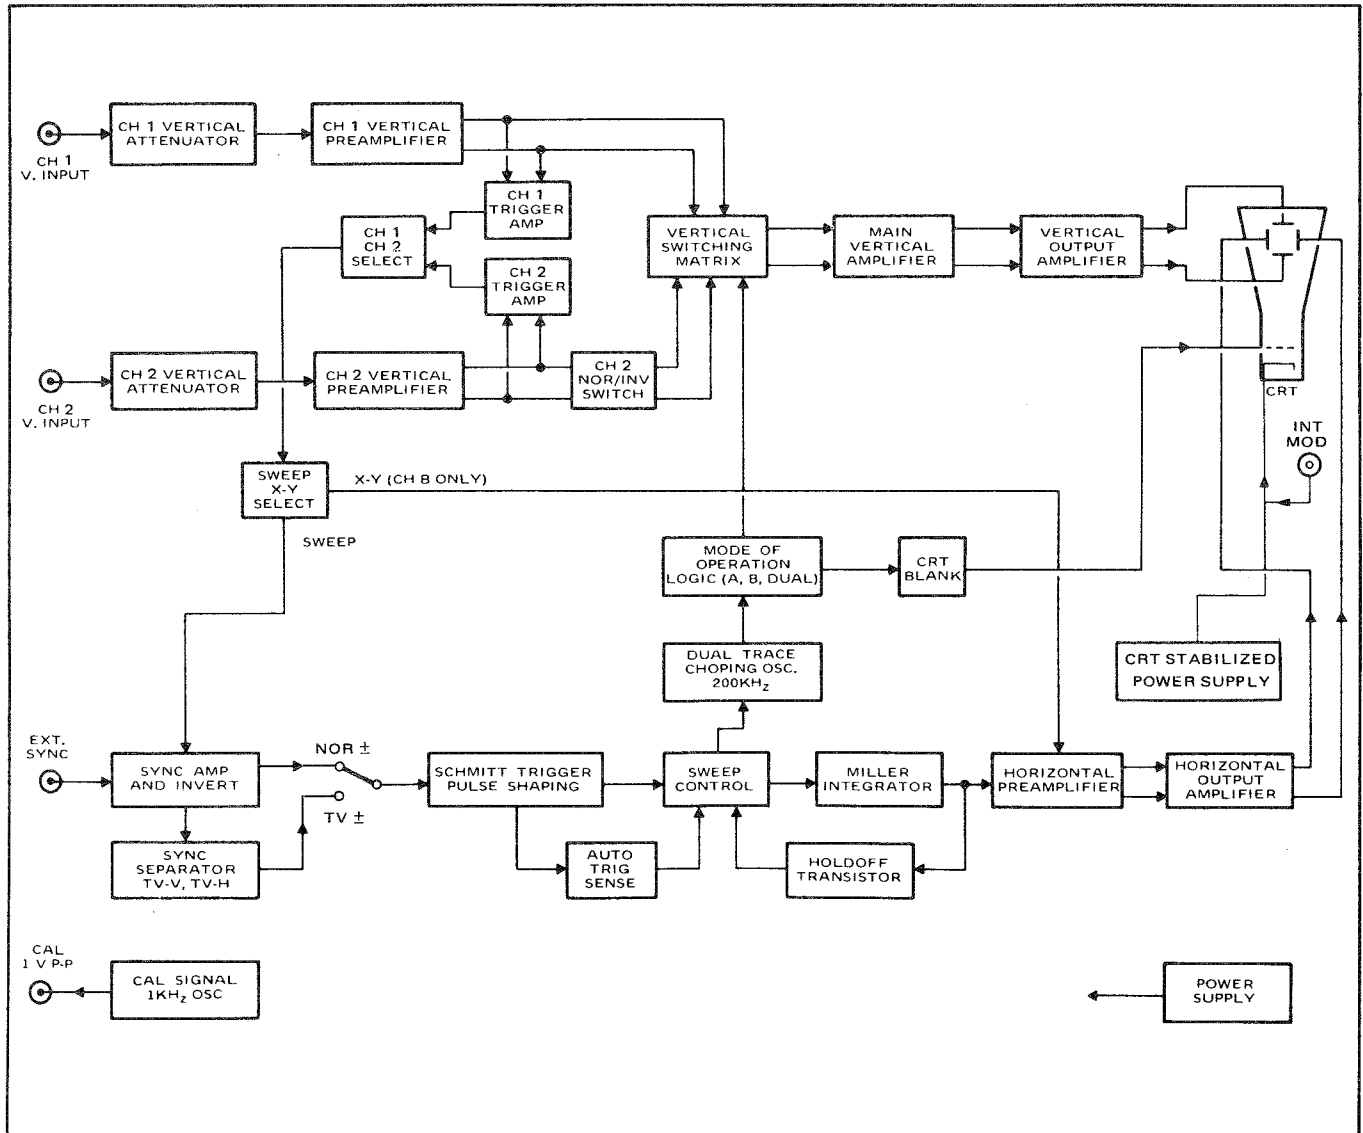 CH 1 VERTICAL
ATTENUATOR
CH 1 VERTICAL
PREAMPLIFIER
CH 1
V. INPUT
CH 1
TRIGGER
AMP
CH 1
CH 2
SELECT
VERTICAL
SWITCHING
MATRIX
MAIN
VERTICAL
AMPLIFIER
VERTICAL
OUTPUT
AMPLIFIER
CH 2
TRIGGER
AMP
CH 2 VERTICAL
ATTENUATOR
CH 2 VERTICAL
PREAMPLIFIER
CH 2
NOR/INV
SWITCH
CRT
CH 2
V. INPUT
INT
MOD
SWEEP
X-Y
SELECT
X-Y (CH B ONLY)
SWEEP
MODE OF
OPERATION
LOGIC (A, B, DUAL)
CRT
BLANK
DUAL TRACE
CHOPING OSC.
200KHz
CRT STABILIZED
POWER SUPPLY
EXT.
SYNC
SYNC AMP
AND INVERT
NOR ±
TV ±
SCHMITT TRIGGER
PULSE SHAPING
SWEEP
CONTROL
MILLER
INTEGRATOR
HORIZONTAL
PREAMPLIFIER
HORIZONTAL
OUTPUT
AMPLIFIER
SYNC
SEPARATOR
TV-V, TV-H
AUTO
TRIG
SENSE
HOLDOFF
TRANSISTOR
CAL
1 V P-P
CAL SIGNAL
1KHz OSC
POWER
SUPPLY